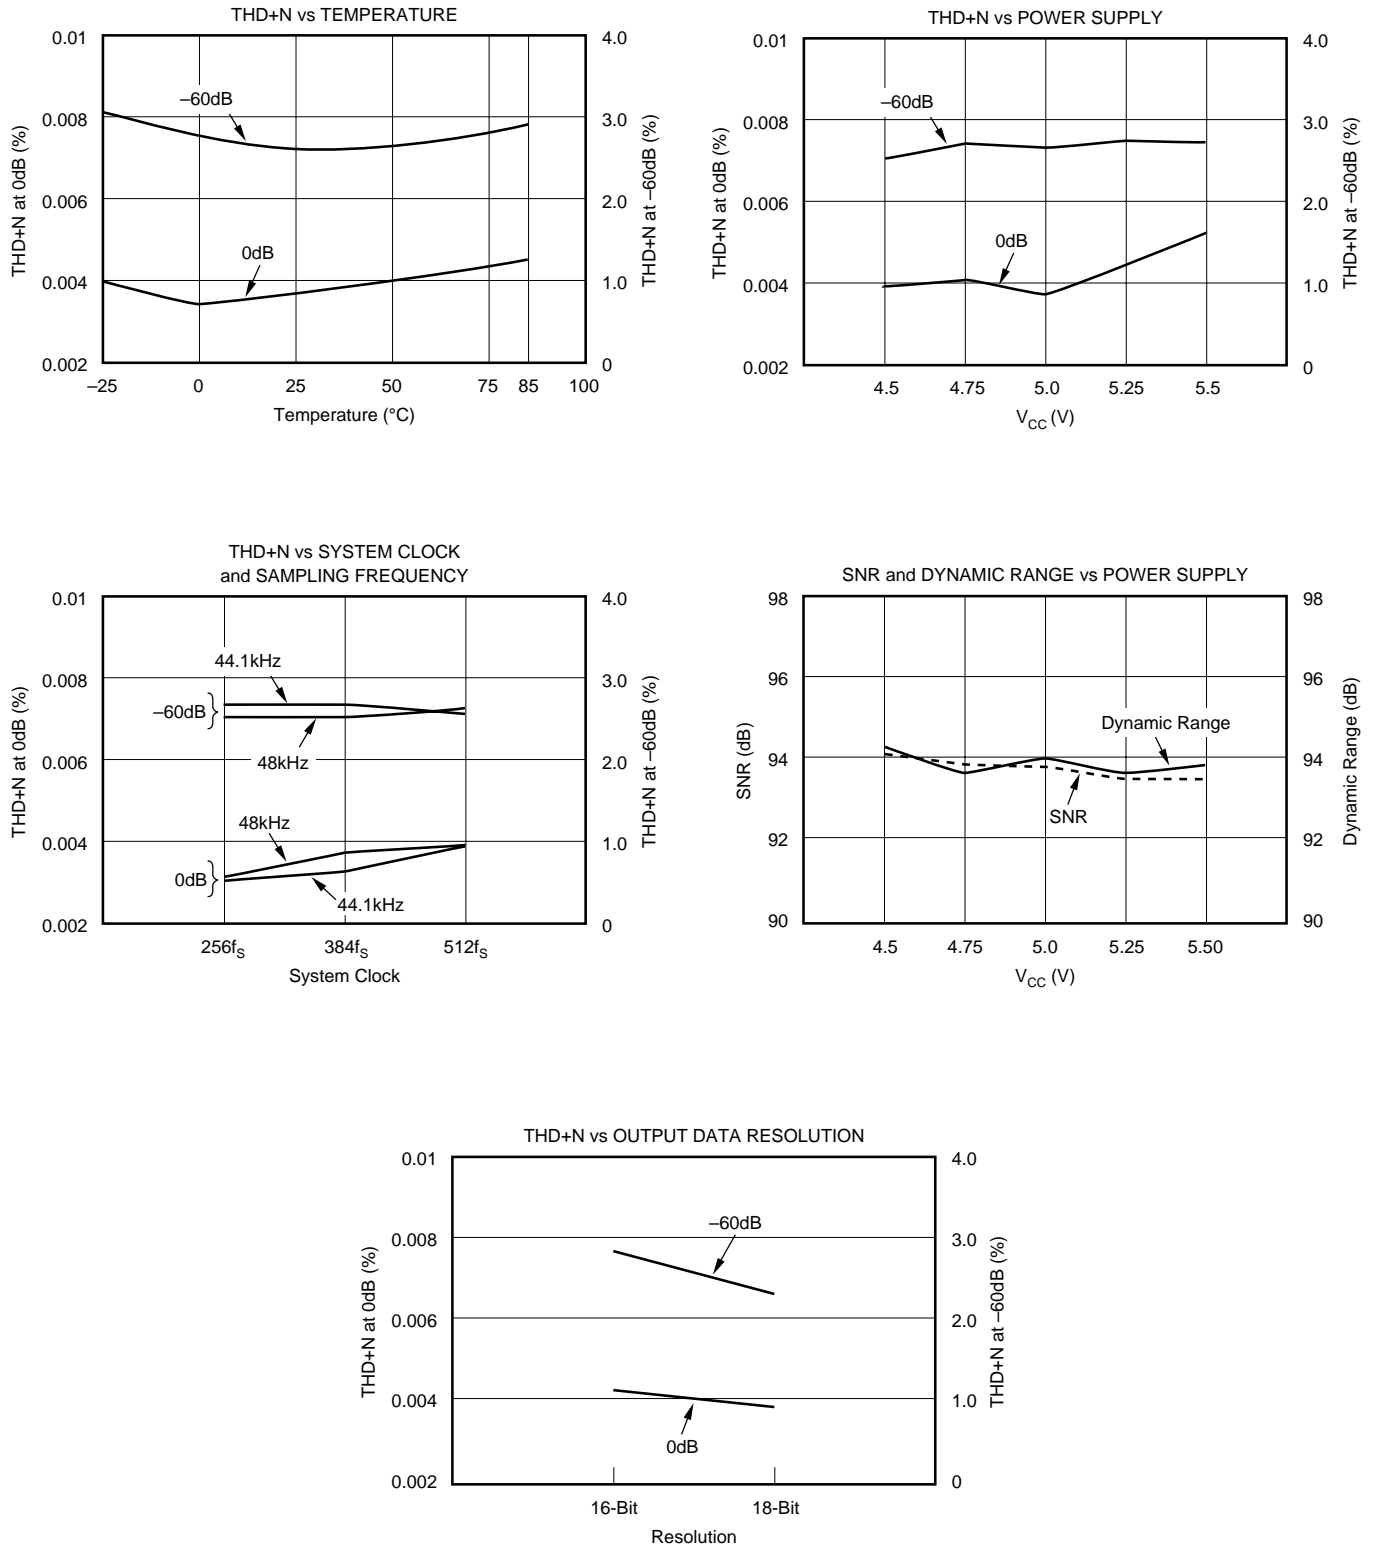 THD+N vs TEMPERATURE
0.01
0.008
0.006
0.004
0.002
THD+N at 0dB (%)
4.0
3.0
2.0
1.0
0
THD+N at –60dB (%)
–60dB
0dB
–25 0 25 50 75 85 100
Temperature (°C)
THD+N vs POWER SUPPLY
0.01
0.008
0.006
0.004
0.002
THD+N at 0dB (%)
4.0
3.0
2.0
1.0
0
THD+N at –60dB (%)
–60dB
0dB
4.5 4.75 5.0 5.25 5.5
VCC (V)
THD+N vs SYSTEM CLOCK
and SAMPLING FREQUENCY
0.01
0.008
0.006
0.004
0.002
THD+N at 0dB (%)
4.0
3.0
2.0
1.0
0
THD+N at –60dB (%)
44.1kHz
–60dB
48kHz
48kHz
0dB
44.1kHz
256fS 384fS 512fS
System Clock
SNR and DYNAMIC RANGE vs POWER SUPPLY
98
96
94
92
90
SNR (dB)
98
96
94
92
90
Dynamic Range (dB)
Dynamic Range
SNR
4.5 4.75 5.0 5.25 5.50
VCC (V)
THD+N vs OUTPUT DATA RESOLUTION
0.01
0.008
0.006
0.004
0.002
THD+N at 0dB (%)
4.0
3.0
2.0
1.0
0
THD+N at –60dB (%)
–60dB
0dB
16-Bit 18-Bit
Resolution